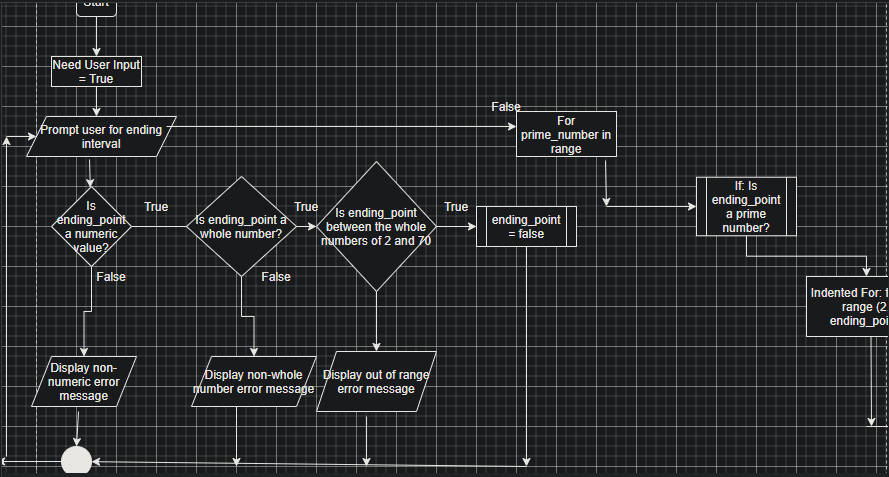 Start
Need User Input
= True
Prompt user for ending
interval
False
For
prime_number in
range
If: Is
ending_point
a prime
number?
Is
ending_point
a numeric
value?
True
Is ending_point a
whole number?
True
Is ending_point
between the whole
numbers of 2 and 70
True
ending_point
= false
False
False
Indented For: f
range (2.
ending_poi
Display non-
numeric error
message
Display non-whole
number error message
Display out of range
error message